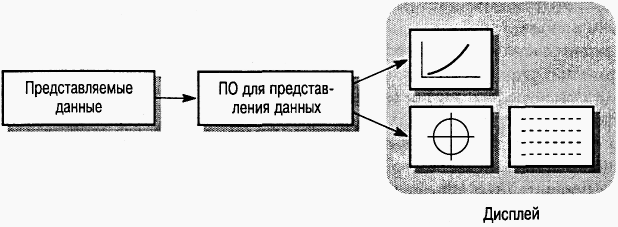 Представляемые
данные
ПО для представ-
ления данных
Дисплей